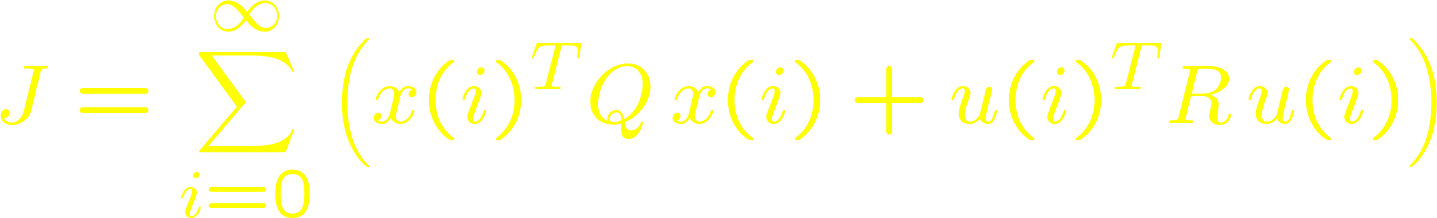 J = \sum_{i=0}^{\infty} \left( x(i)^T Q \, x(i) + u(i)^T R \, u(i) \right)